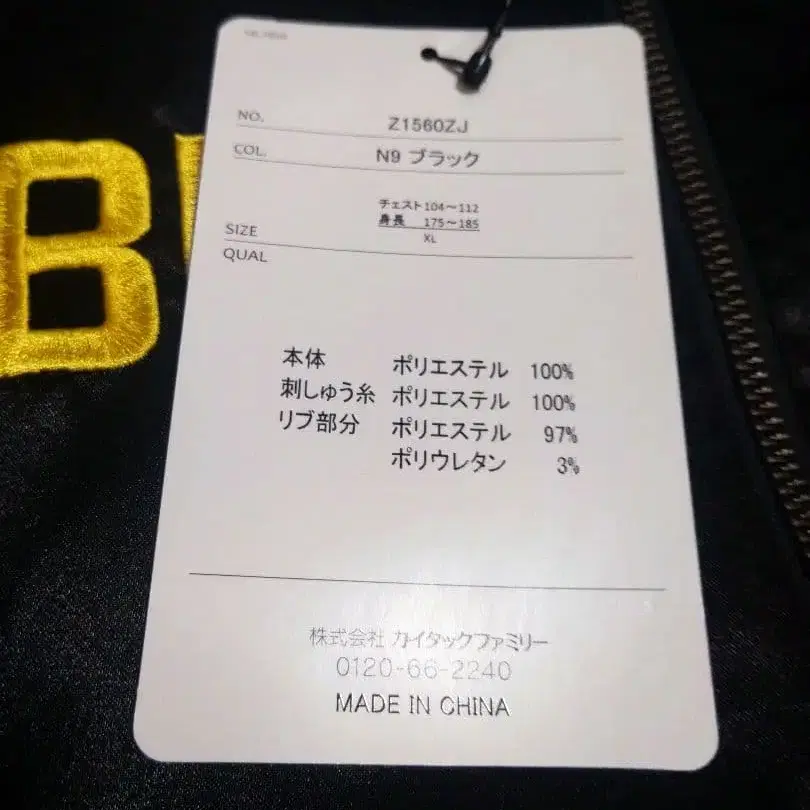 B
NO. Z1560ZJ
COL. N9 ブラック
チェスト 104～112
身長 175～185
SIZE XL
QUAL
本体 ポリエステル 100%
刺しゅう糸 ポリエステル 100%
リブ部分 ポリエステル 97%
ポリウレタン 3%
株式会社 カイタックファミリー
0120-66-2240
MADE IN CHINA